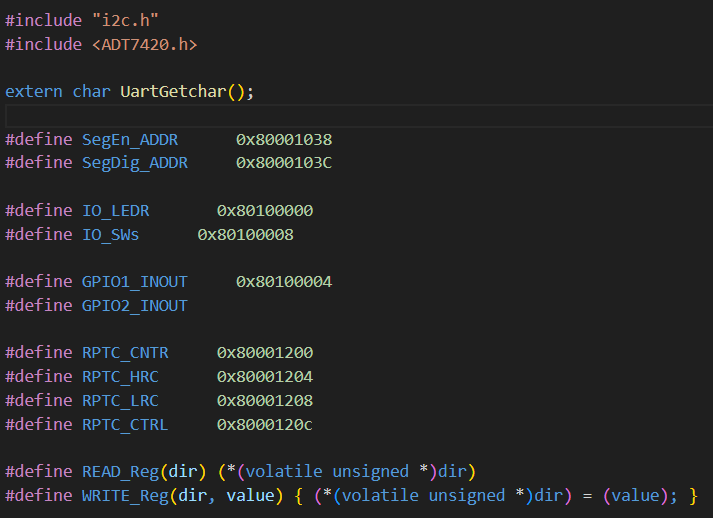 #include "i2c.h"
#include <ADT7420.h>
extern char UartGetchar();
#define SegEn_ADDR 0x80001038
#define SegDig_ADDR 0x8000103C
#define IO_LEDR 0x80100000
#define IO_SWs 0x80100008
#define GPIO1_INOUT 0x80100004
#define GPIO2_INOUT
#define RPTC_CNTR 0x80001200
#define RPTC_HRC 0x80001204
#define RPTC_LRC 0x80001208
#define RPTC_CTRL 0x8000120c
#define READ_Reg(dir) (*(volatile unsigned *)dir)
#define WRITE_Reg(dir, value) { (*(volatile unsigned *)dir) = (value); }